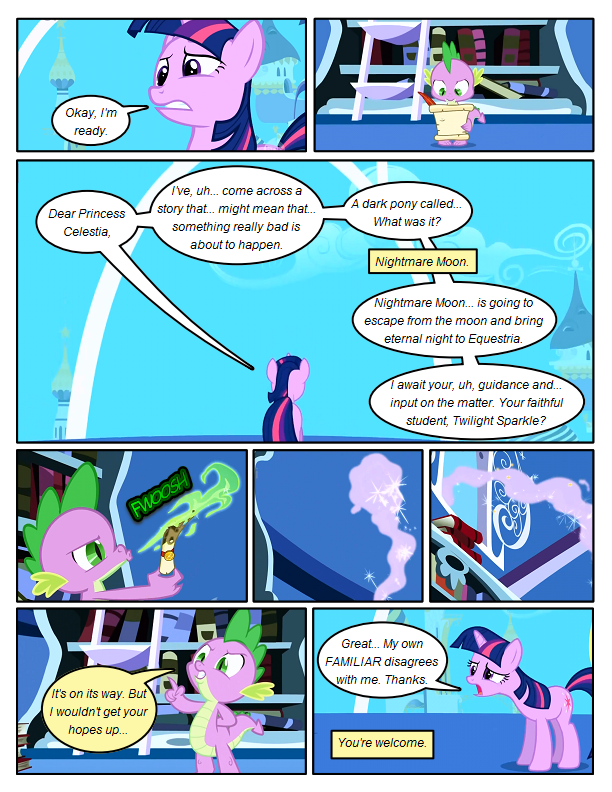 Okay, I'm
ready.
Dear Princess
Celestia,
I've, uh... come across a
story that... might mean that...
something really bad is
about to happen.
A dark pony called...
What was it?
Nightmare Moon.
Nightmare Moon... is going to
escape from the moon and bring
eternal night to Equestria.
I await your, uh, guidance and...
input on the matter. Your faithful
student, Twilight Sparkle?
FWOOSH
It's on its way. But
I wouldn't get your
hopes up...
Great... My own
FAMILIAR disagrees
with me. Thanks.
You're welcome.